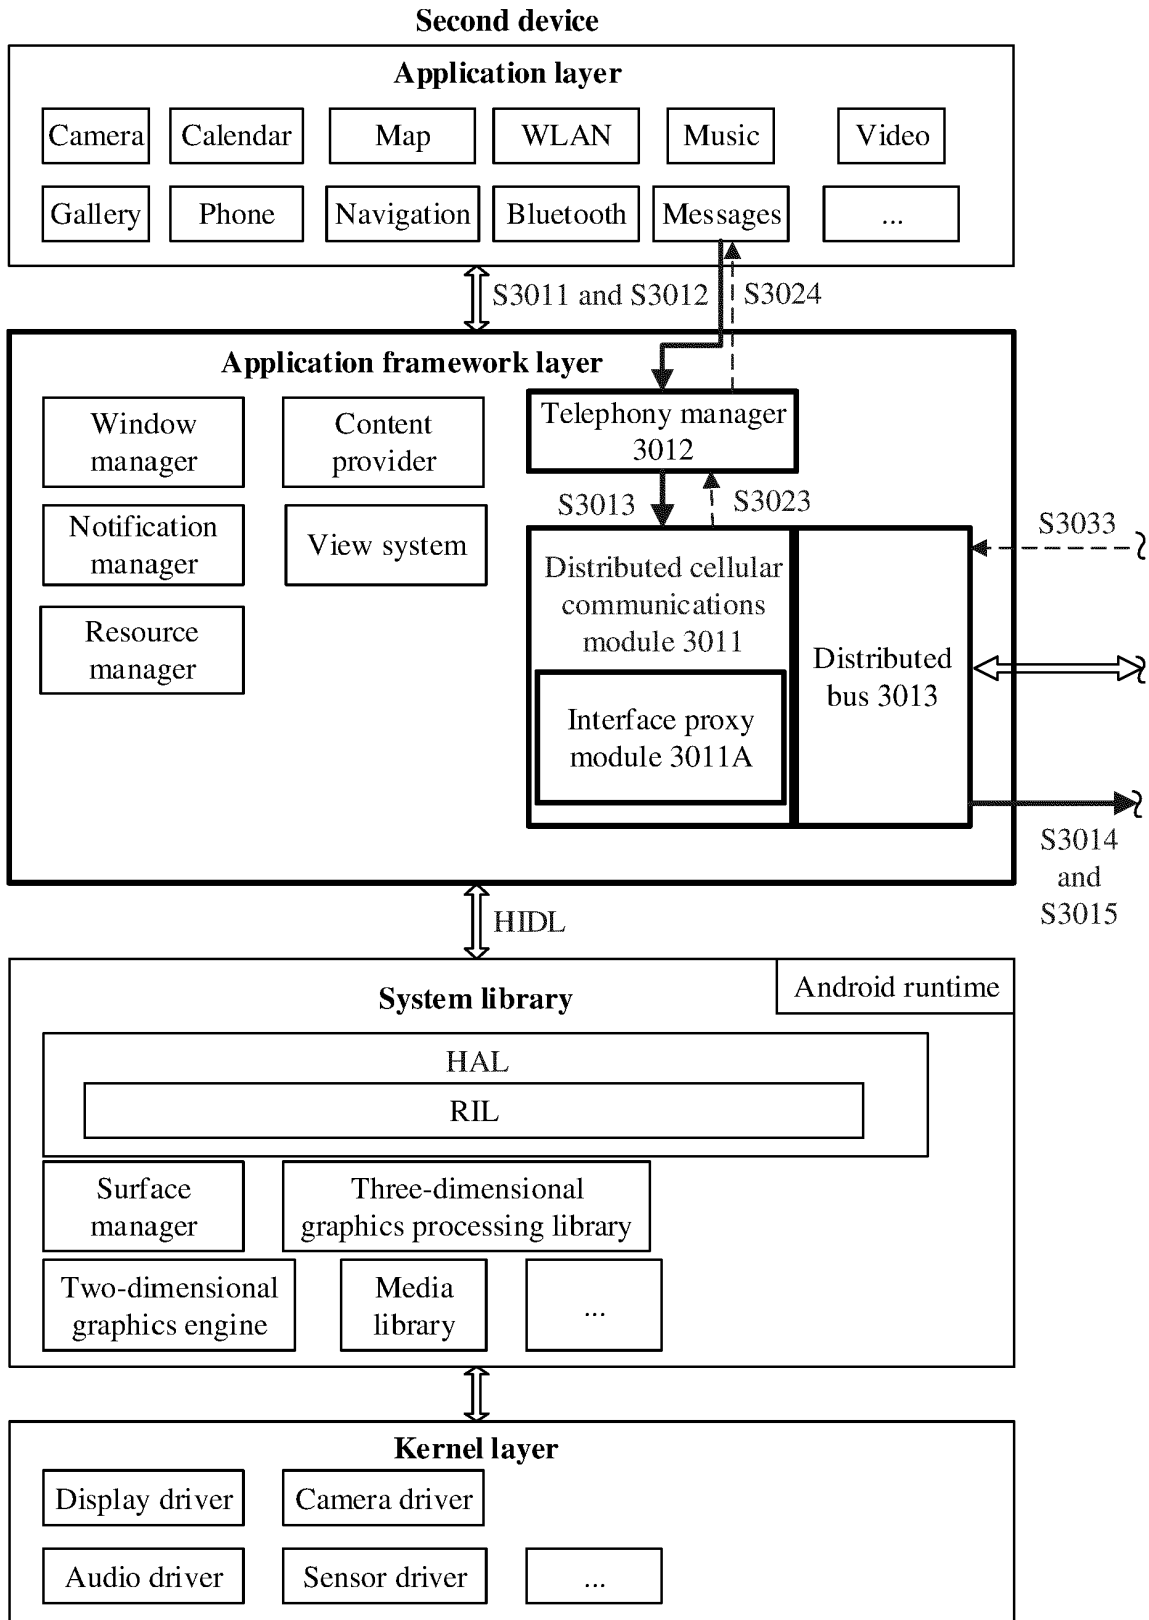 Second device
Application layer
Camera
Calendar
Map
WLAN
Music
Video
Gallery
Phone
Navigation
Bluetooth
Messages
...
S3011 and S3012
S3024
Application framework layer
Window
manager
Content
provider
Telephony manager
3012
S3013
S3023
Notification
manager
View system
Resource
manager
Distributed cellular
communications
module 3011
Interface proxy
module 3011A
Distributed
bus 3013
S3033
S3014
and
S3015
HIDL
System library
Android runtime
HAL
RIL
Surface
manager
Three-dimensional
graphics processing library
Two-dimensional
graphics engine
Media
library
...
Kernel layer
Display driver
Camera driver
Audio driver
Sensor driver
...